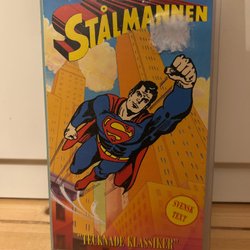 STÅLMANNEN
SVENSK
TEXT
"TECKNADE KLASSIKER"